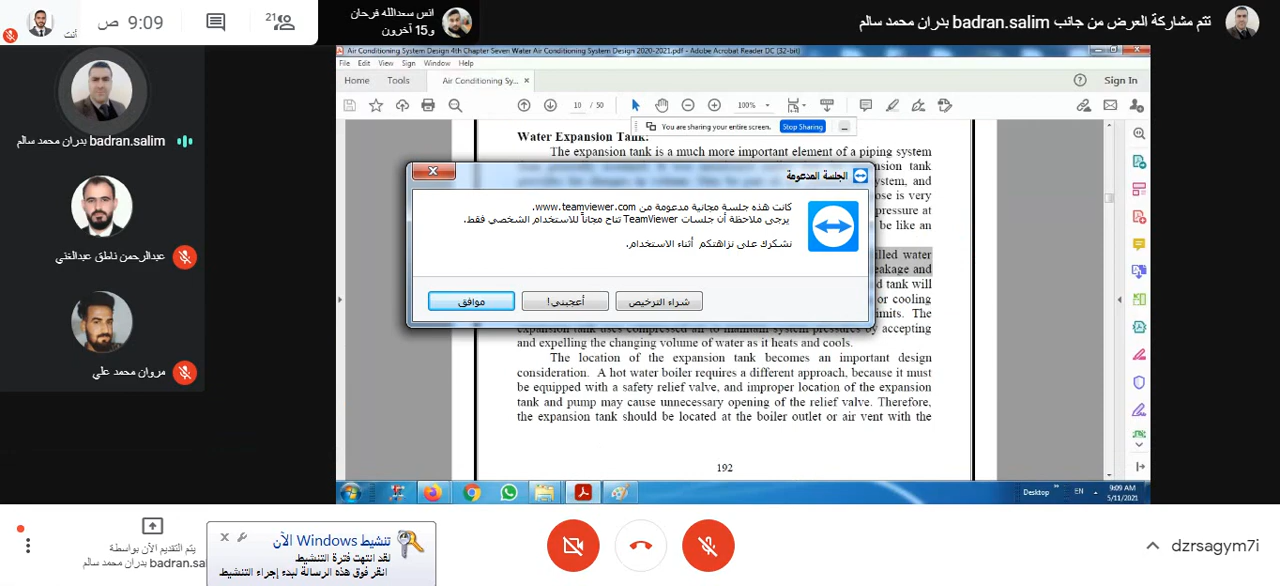 9:09 ص
21
أنت
انس سعدالله فرحان
و15 آخرون
تتم مشاركة العرض من جانب badran.salim بدران محمد سالم
badran.salim بدران محمد سالم
عبدالرحمن ناطق عبدالغني
مروان محمد علي
Air Conditioning System Design 4th Chapter Seven Water Air Conditioning System Design 2020-2021.pdf - Adobe Acrobat Reader DC (32-bit)
File Edit View Sign Window Help
Home Tools Air Conditioning Sy... × Sign In
10 / 50 100%
You are sharing your entire screen. Stop Sharing
Water Expansion Tank:
The expansion tank is a much more important element of a piping system
tank
system, and
ose is very
pressure at
be like an
illed water
eakage and
d tank will
or cooling
imits. The
expansion tank uses compressed air to maintain system pressures by accepting
and expelling the changing volume of water as it heats and cools.
The location of the expansion tank becomes an important design
consideration. A hot water boiler requires a different approach, because it must
be equipped with a safety relief valve, and improper location of the expansion
tank and pump may cause unnecessary opening of the relief valve. Therefore,
the expansion tank should be located at the boiler outlet or air vent with the
192
الجلسة المدعومة
كانت هذه جلسة مجانية مدعومة من www.teamviewer.com.
يرجى ملاحظة أن جلسات TeamViewer تتاح مجاناً للاستخدام الشخصي فقط.
نشكرك على نزاهتكم أثناء الاستخدام.
شراء الترخيص
أعجبني!
موافق
Desktop
EN
9:09 AM
5/11/2021
يتم التقديم الآن بواسطة
badran.sa بدران محمد سالم
تنشيط Windows الآن
لقد انتهت فترة التنشيط
انقر فوق هذه الرسالة لبدء إجراء التنشيط
dzrsagym7i